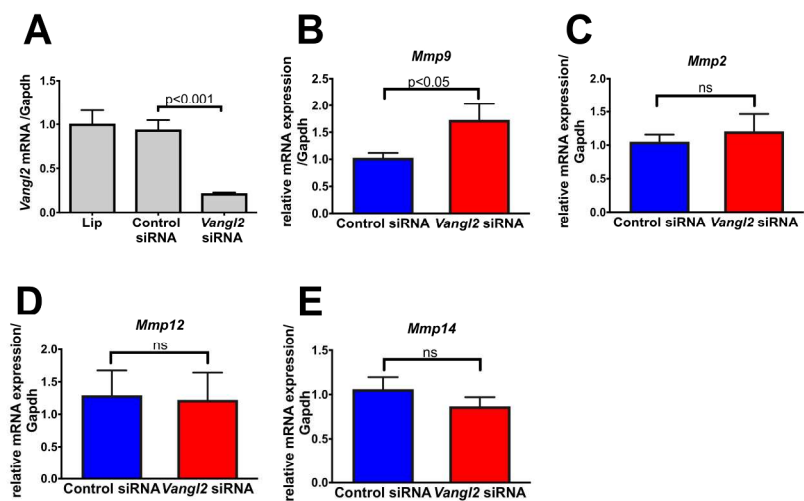 A
Vangl2 mRNA /Gapdh
1.5
1.0
0.5
0.0
p<0.001
Lip
Control
siRNA
Vangl2
siRNA
B
Mmp9
relative mRNA expression
/Gapdh
2.5
2.0
1.5
1.0
0.5
0.0
p<0.05
Control siRNA
Vangl2 siRNA
C
Mmp2
relative mRNA expression/
Gapdh
2.0
1.5
1.0
0.5
0.0
ns
Control siRNA
Vangl2 siRNA
D
Mmp12
relative mRNA expression/
Gapdh
2.0
1.5
1.0
0.5
0.0
ns
Control siRNA
Vangl2 siRNA
E
Mmp14
relative mRNA expression/
Gapdh
1.5
1.0
0.5
0.0
ns
Control siRNA
Vangl2 siRNA